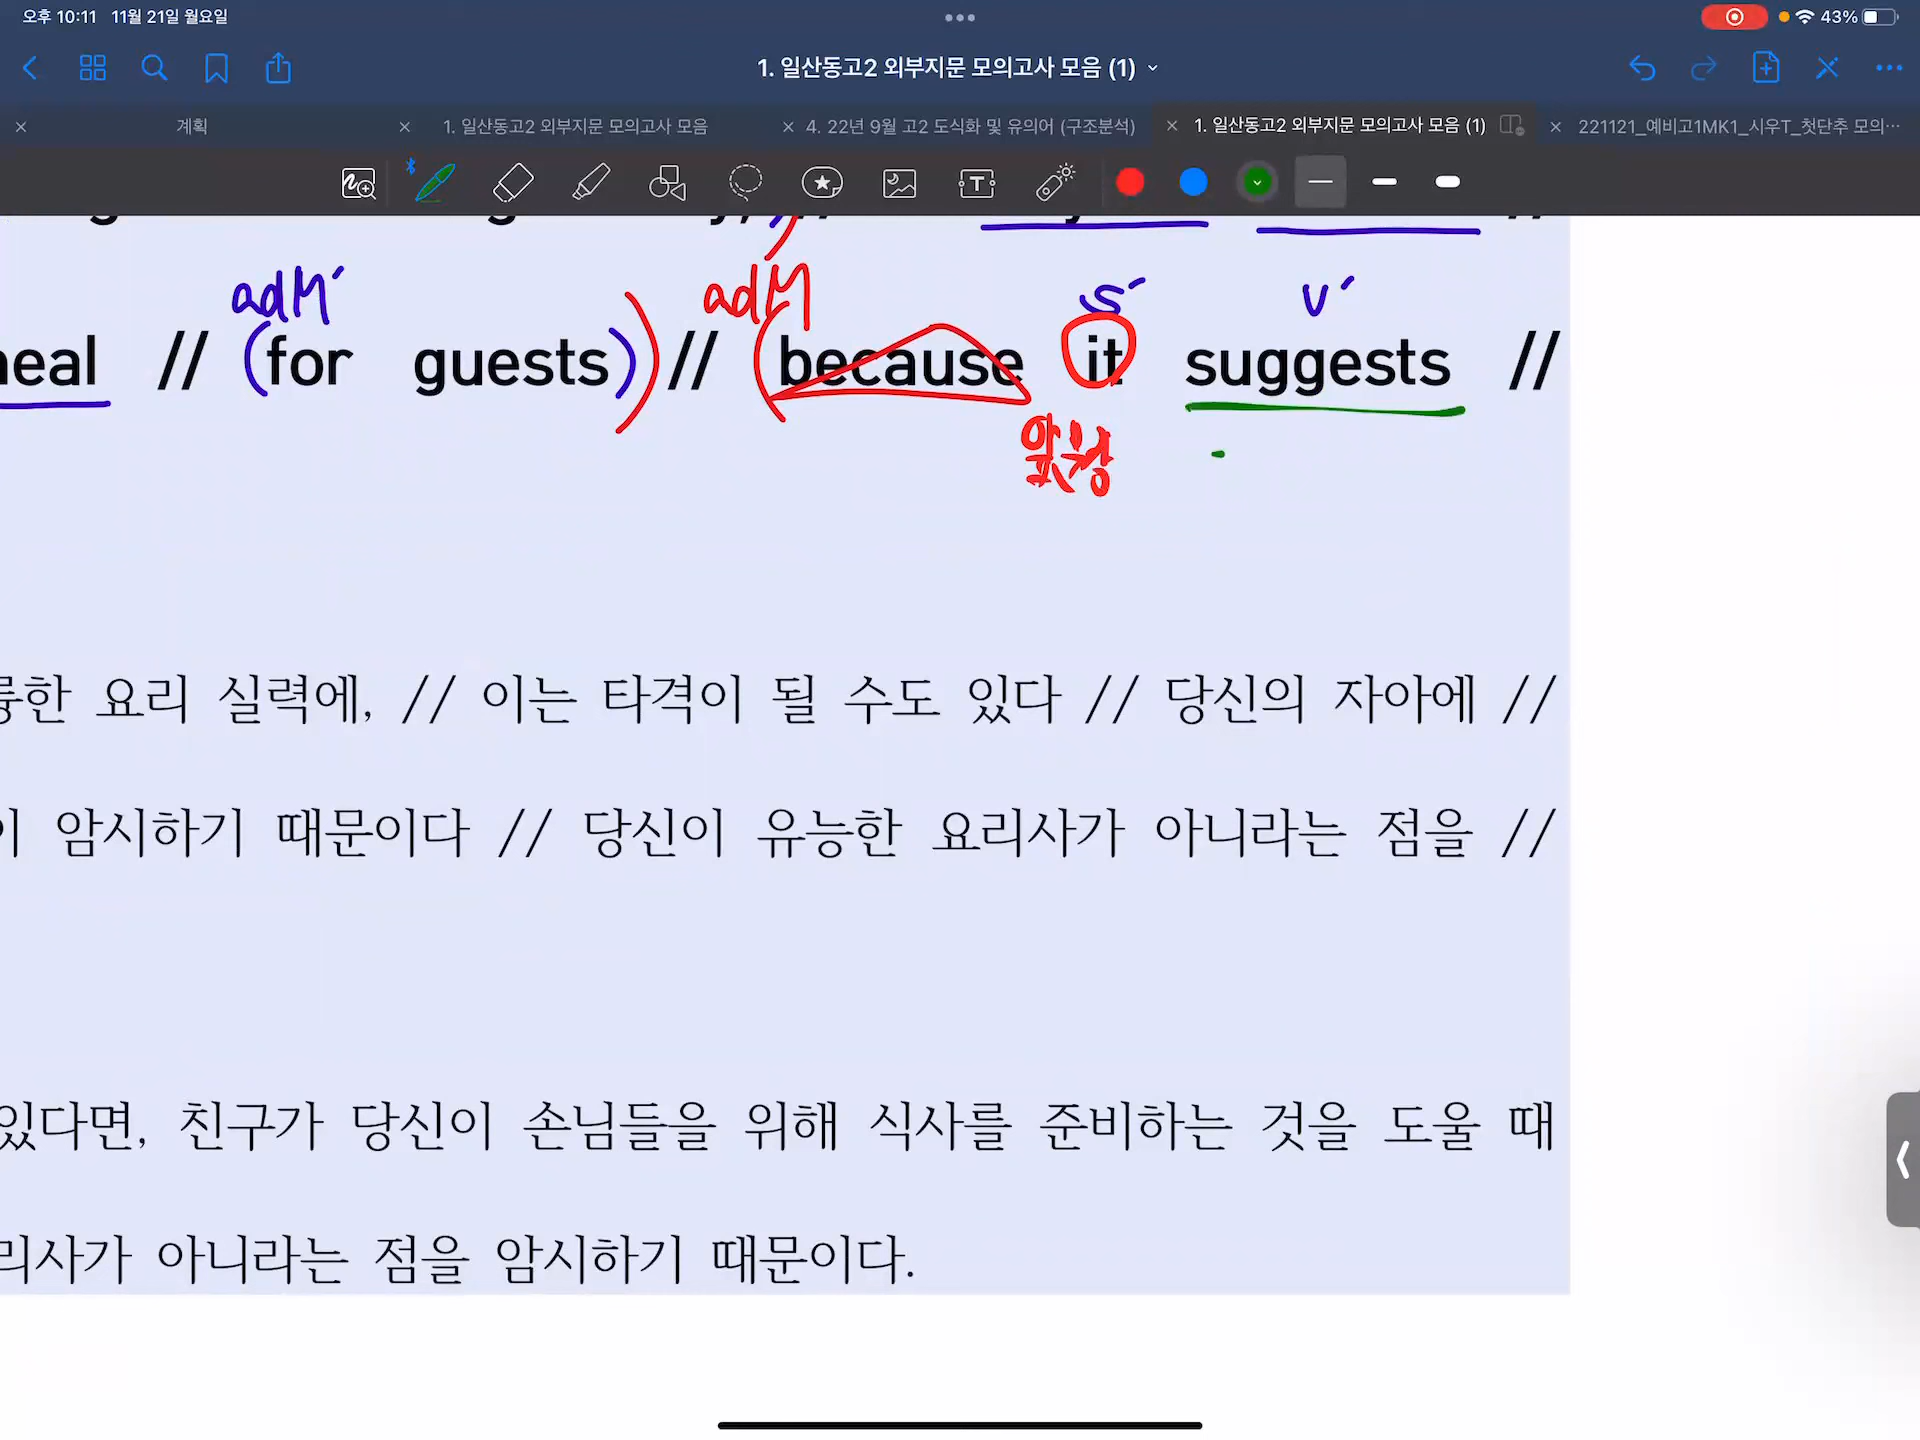 오후 10:11 11월 21일 월요일
43%
1. 일산동고2 외부지문 모의고사 모음 (1)
계획
1. 일산동고2 외부지문 모의고사 모음
4. 22년 9월 고2 도식화 및 유의어 (구조분석)
1. 일산동고2 외부지문 모의고사 모음 (1)
221121_예비고1MK1_시우T_첫단추 모의…
adM′ adM s′ v′
// (for guests) // (because it suggests //
앞문장
요리 실력에, // 이는 타격이 될 수도 있다 // 당신의 자아에 //
암시하기 때문이다 // 당신이 유능한 요리사가 아니라는 점을 //
있다면, 친구가 당신이 손님들을 위해 식사를 준비하는 것을 도울 때
리사가 아니라는 점을 암시하기 때문이다.